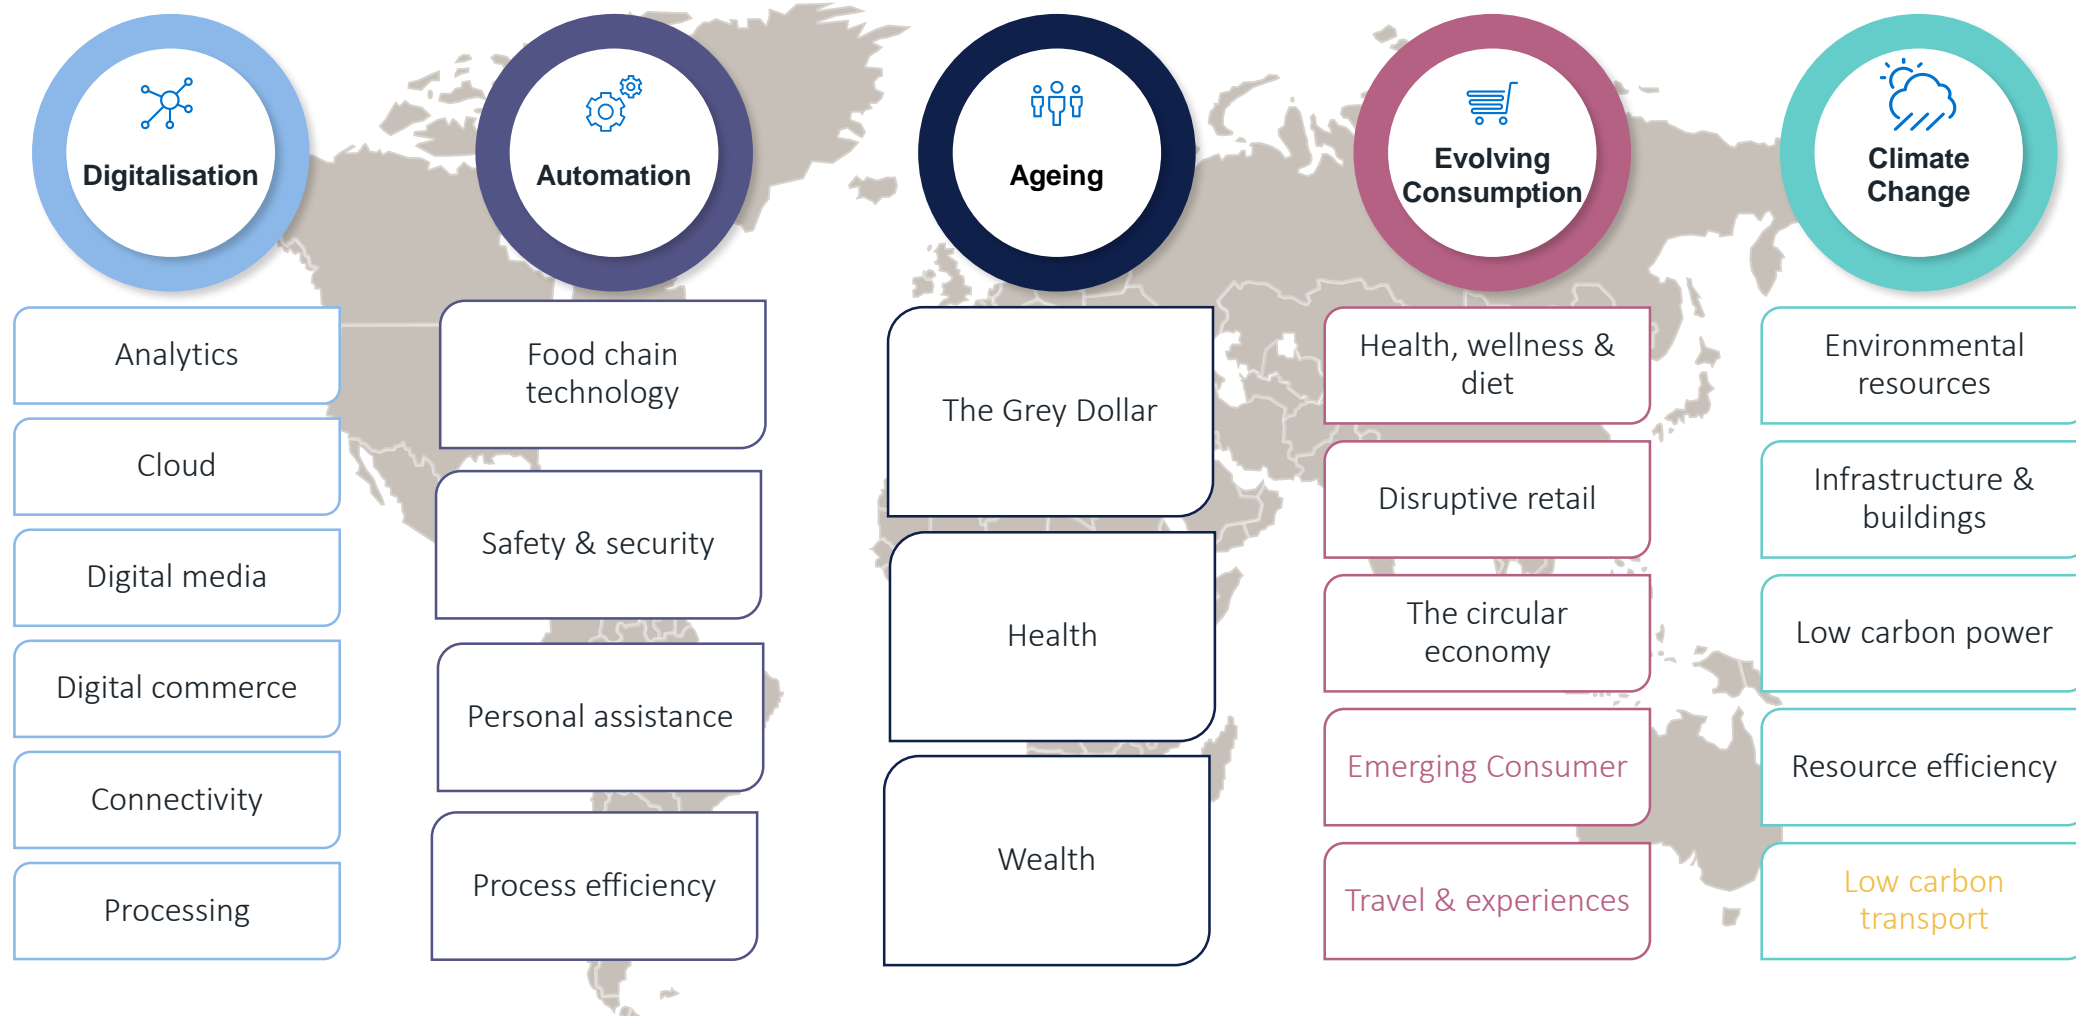 Digitalisation
Analytics
Cloud
Digital media
Digital commerce
Connectivity
Processing
Automation
Food chain
technology
Safety & security
Personal assistance
Process efficiency
Ageing
The Grey Dollar
Health
Wealth
Evolving
Consumption
Health, wellness &
diet
Disruptive retail
The circular
economy
Emerging Consumer
Travel & experiences
Climate
Change
Environmental
resources
Infrastructure &
buildings
Low carbon power
Resource efficiency
Low carbon
transport